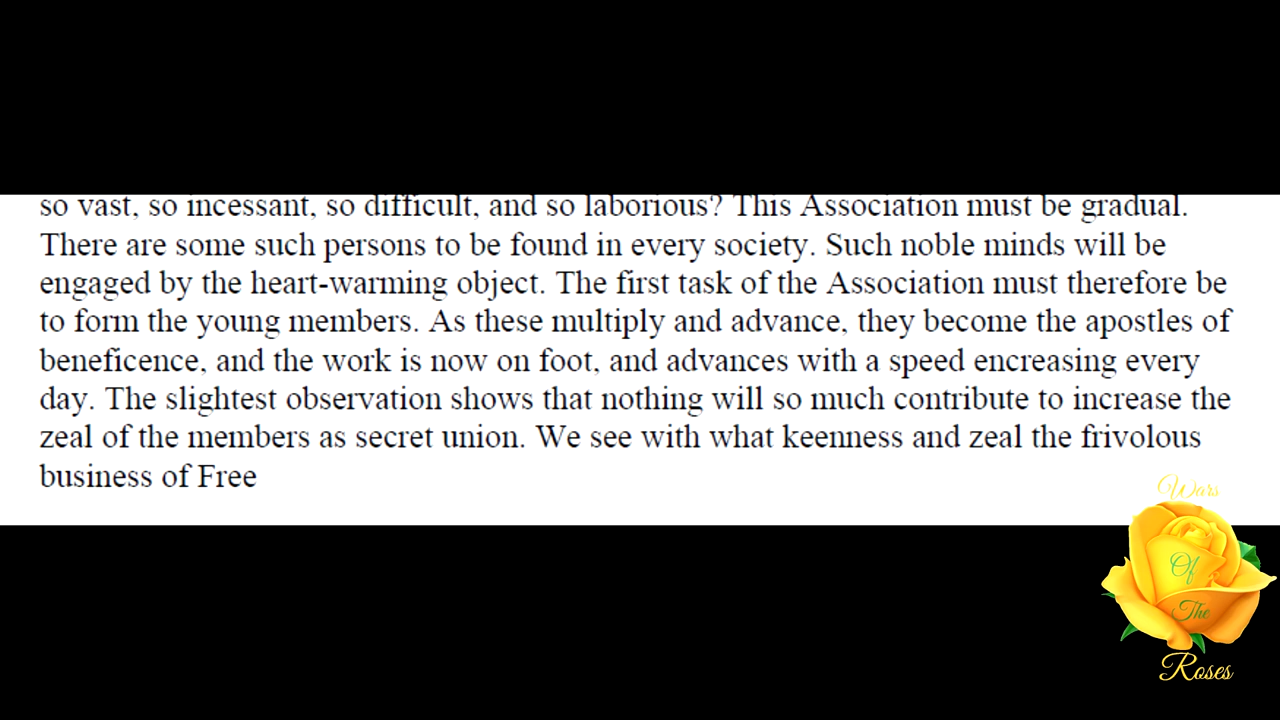 so vast, so incessant, so difficult, and so laborious? This Association must be gradual.
There are some such persons to be found in every society. Such noble minds will be
engaged by the heart-warming object. The first task of the Association must therefore be
to form the young members. As these multiply and advance, they become the apostles of
beneficence, and the work is now on foot, and advances with a speed encreasing every
day. The slightest observation shows that nothing will so much contribute to increase the
zeal of the members as secret union. We see with what keenness and zeal the frivolous
business of Free
Wars
Of
The
Roses